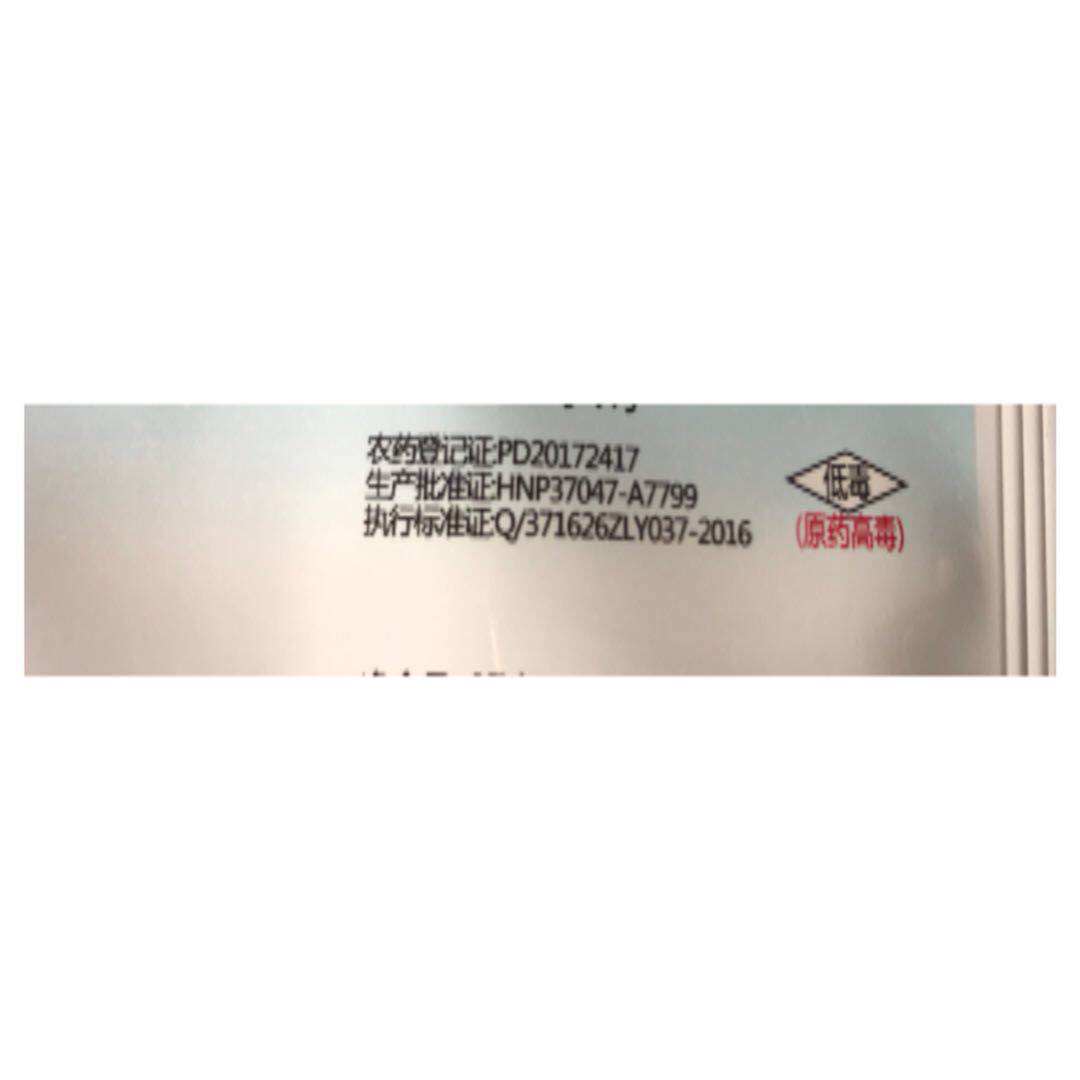 农药登记证:PD20172417
生产批准证:HNP37047-A7799
执行标准证:Q/371626ZLY037-2016
低毒
(原药高毒)